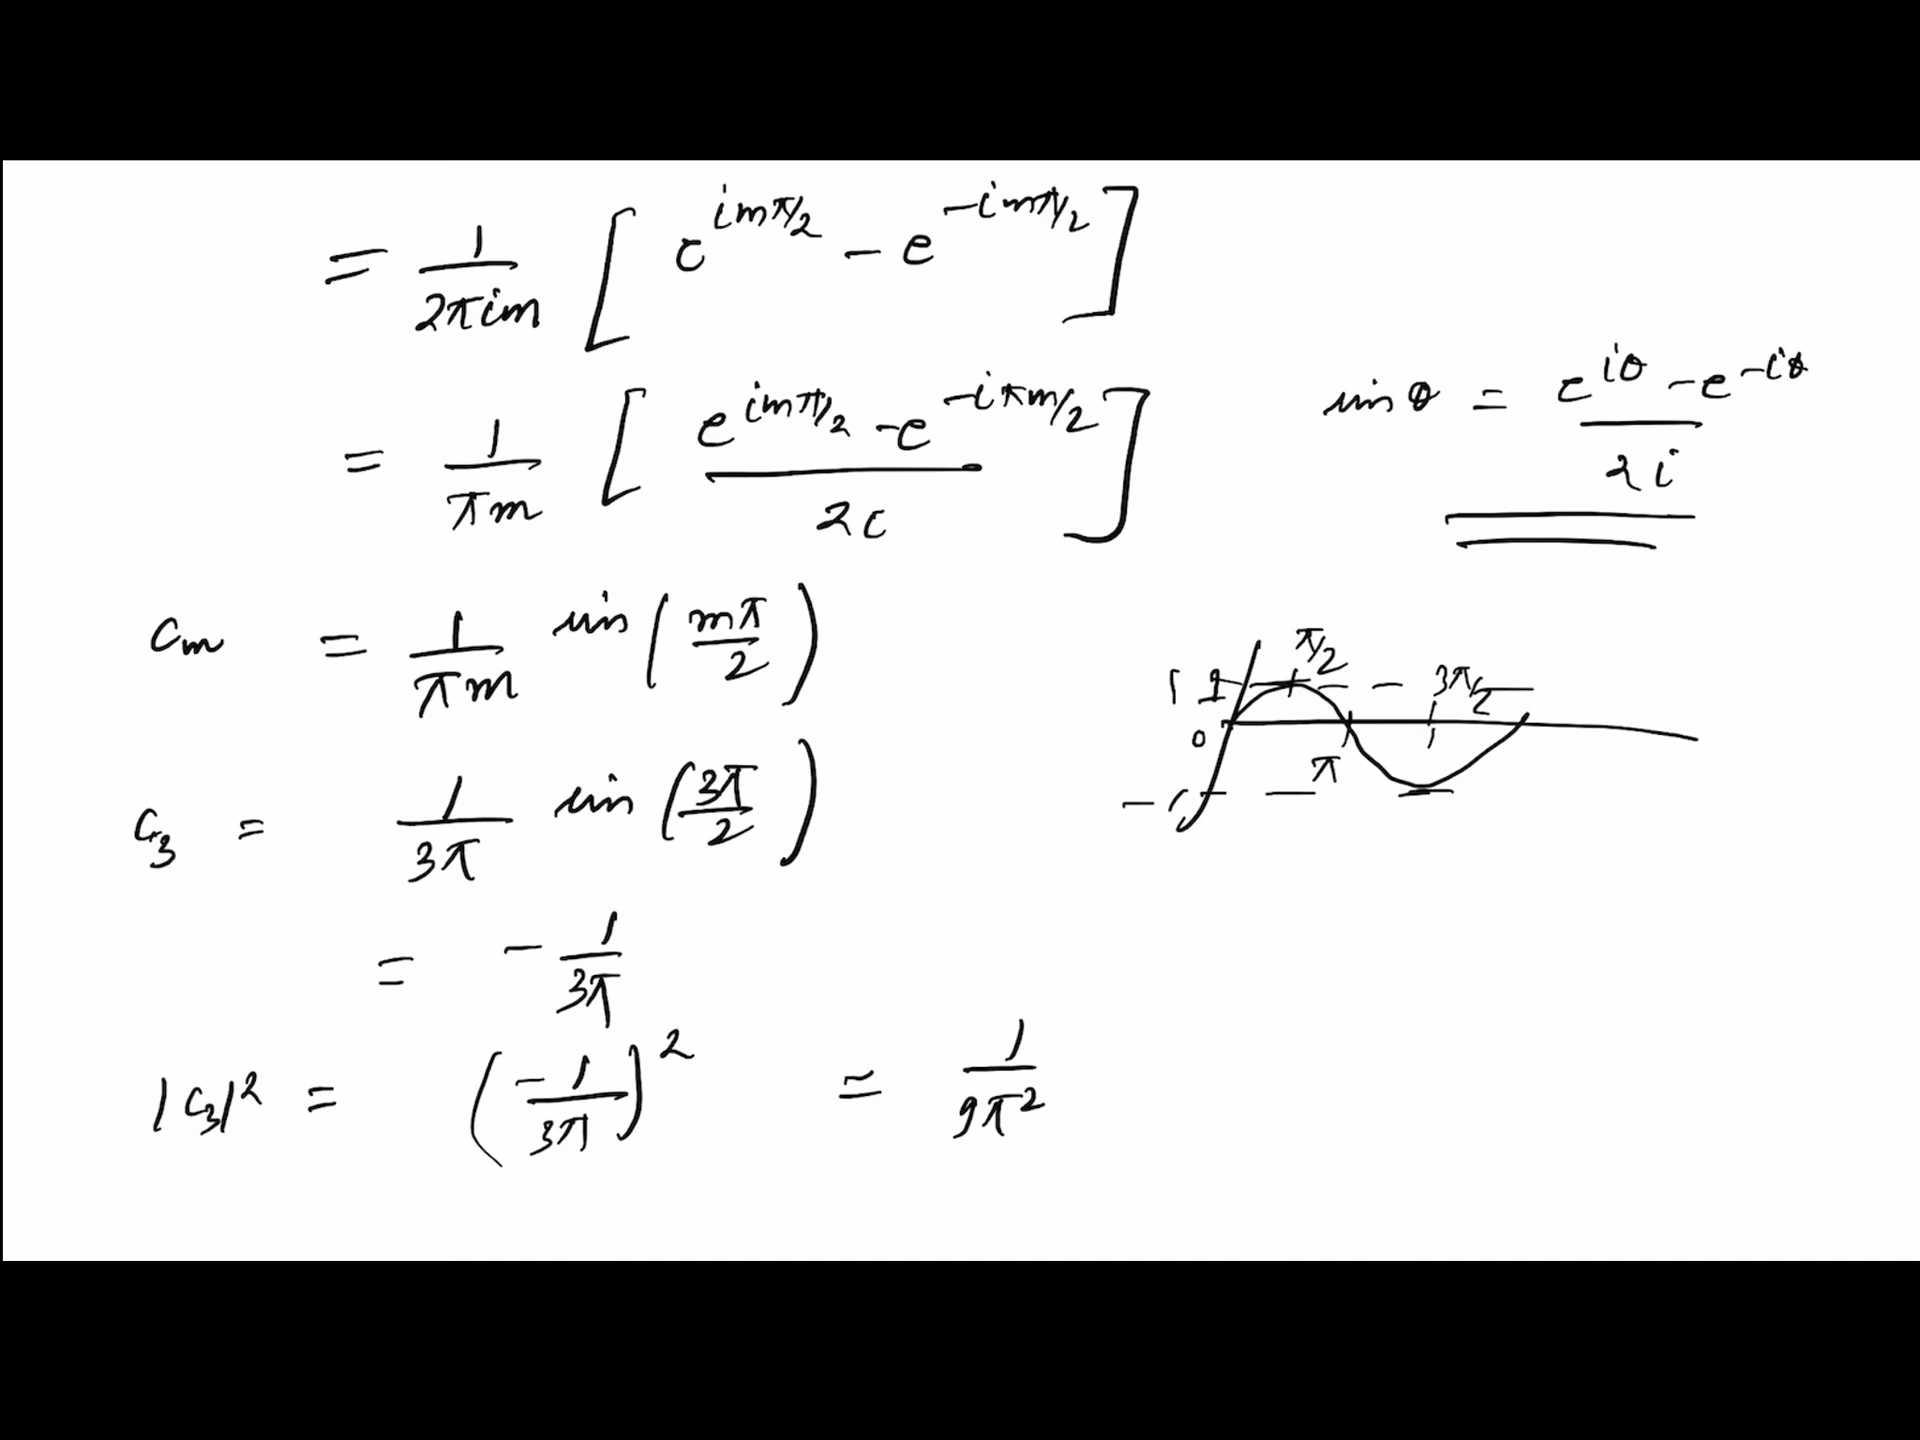 = 1/2πim [ e^{imπ/2} - e^{-imπ/2} ]
= 1/πm [ (e^{imπ/2} - e^{-iπm/2}) / 2i ]
sin θ = (e^{iθ} - e^{-iθ}) / 2i
c_m = 1/πm sin(mπ/2)
c_3 = 1/3π sin(3π/2)
= - 1/3π
|c_3|^2 = (-1/3π)^2 = 1/9π^2
π/2
1
3π/2
0
π
-1